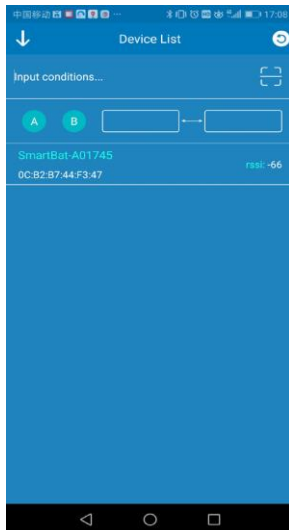 中国移动 17:08
Device List
Input conditions...
A B
SmartBat-A01745
rssi: -66
0C:B2:B7:44:F3:47